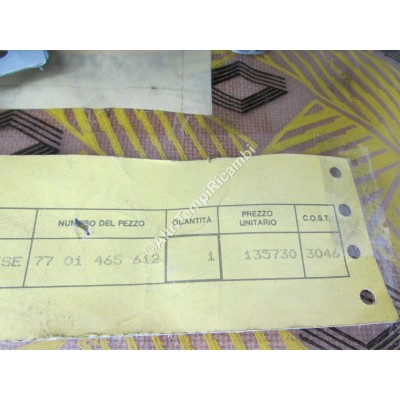 NUMERO DEL PEZZO QUANTITÀ PREZZO UNITARIO C.O.S.T.
SE 77 01 465 612 1 135730 3046
©AltriTempiRicambi